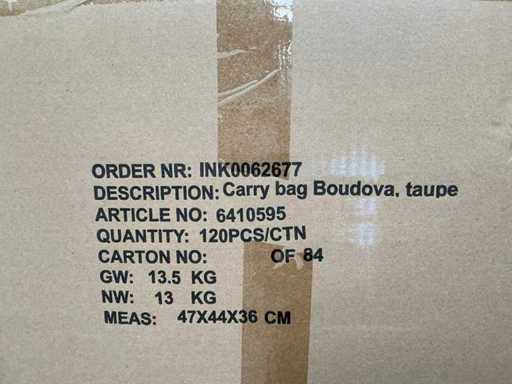 ORDER NR: INK0062677
DESCRIPTION: Carry bag Boudova, taupe
ARTICLE NO: 6410595
QUANTITY: 120PCS/CTN
CARTON NO: OF 84
GW: 13.5 KG
NW: 13 KG
MEAS: 47X44X36 CM